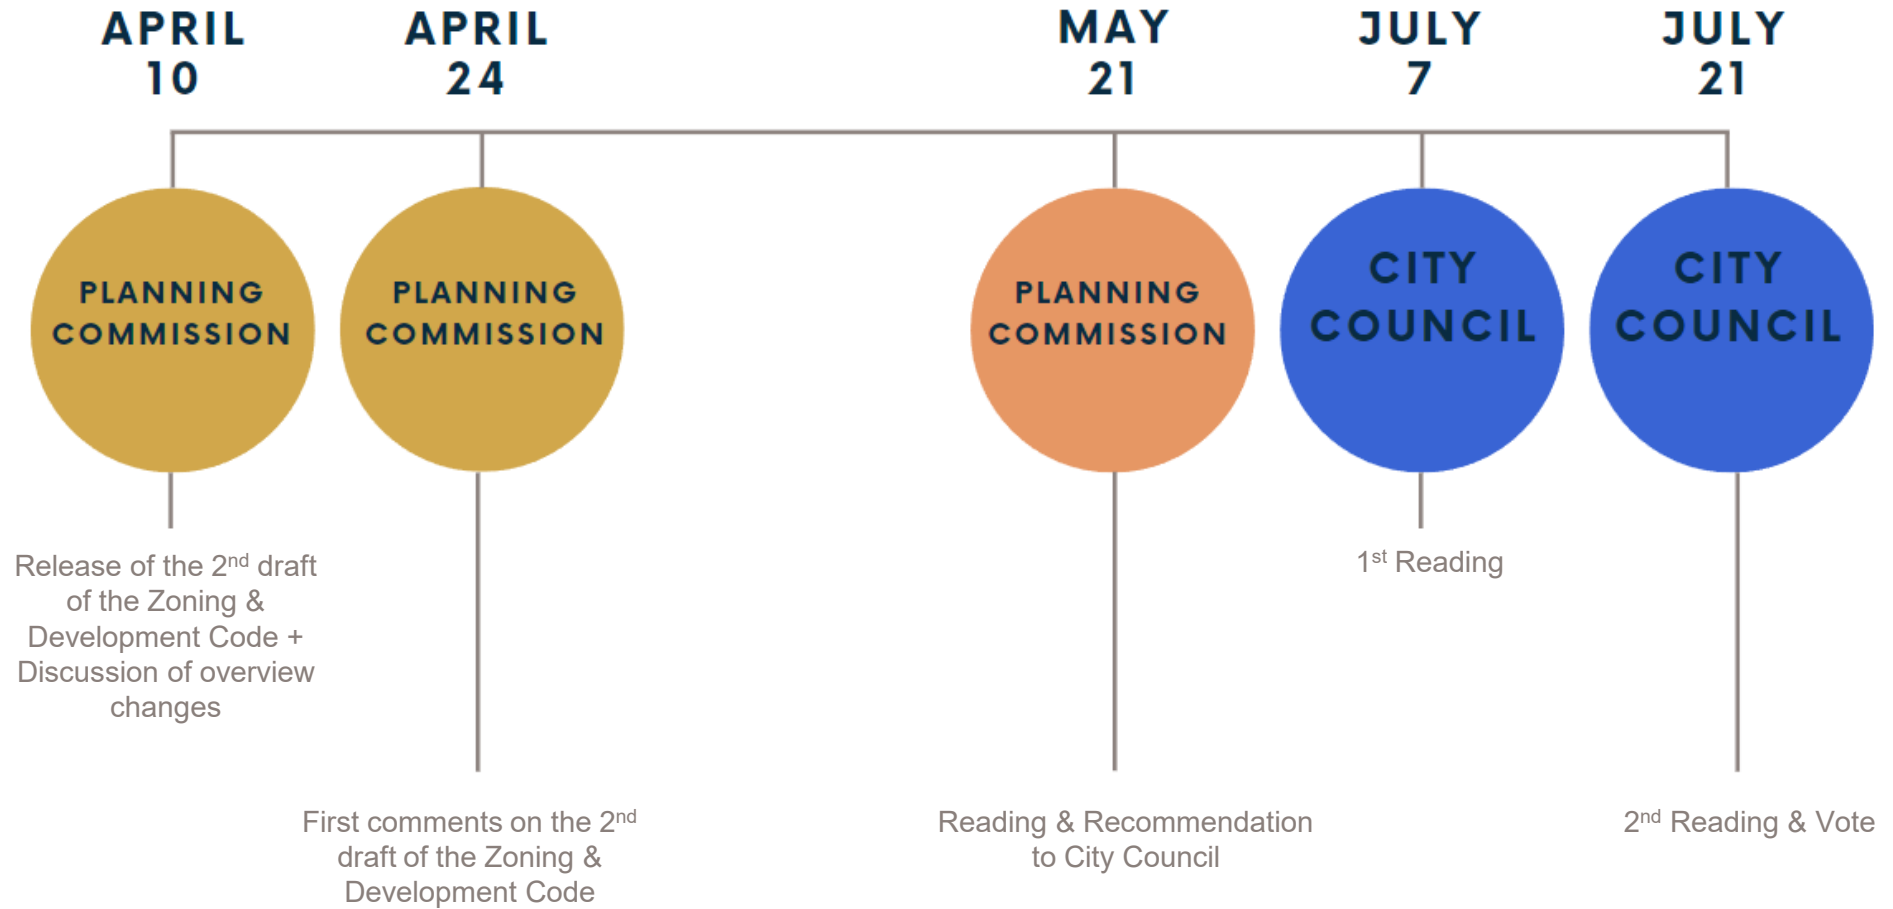 APRIL
10
APRIL
24
MAY
21
JULY
7
JULY
21
PLANNING
COMMISSION
PLANNING
COMMISSION
PLANNING
COMMISSION
CITY
COUNCIL
CITY
COUNCIL
Release of the 2nd draft
of the Zoning &
Development Code +
Discussion of overview
changes
First comments on the 2nd
draft of the Zoning &
Development Code
Reading & Recommendation
to City Council
1st Reading
2nd Reading & Vote